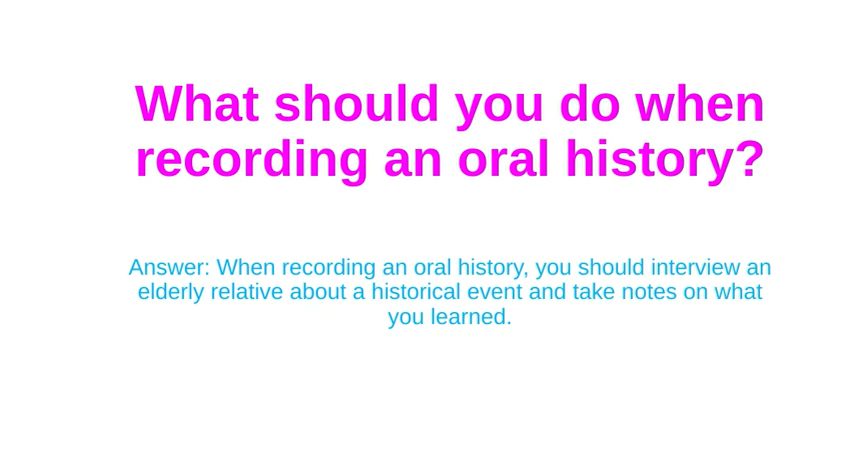 What should you do when
recording an oral history?
Answer: When recording an oral history, you should interview an
elderly relative about a historical event and take notes on what
you learned.